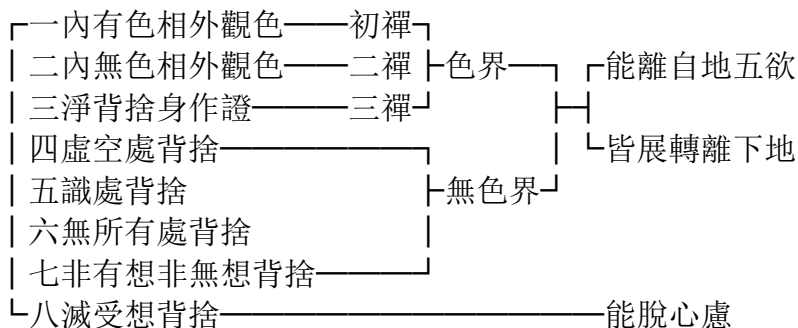 一內有色相外觀色 初禪
二內無色相外觀色 二禪 色界 能離自地五欲
三淨背捨身作證 三禪
四虛空處背捨 皆展轉離下地
五識處背捨 無色界
六無所有處背捨
七非有想非無想背捨
八滅受想背捨 能脫心慮